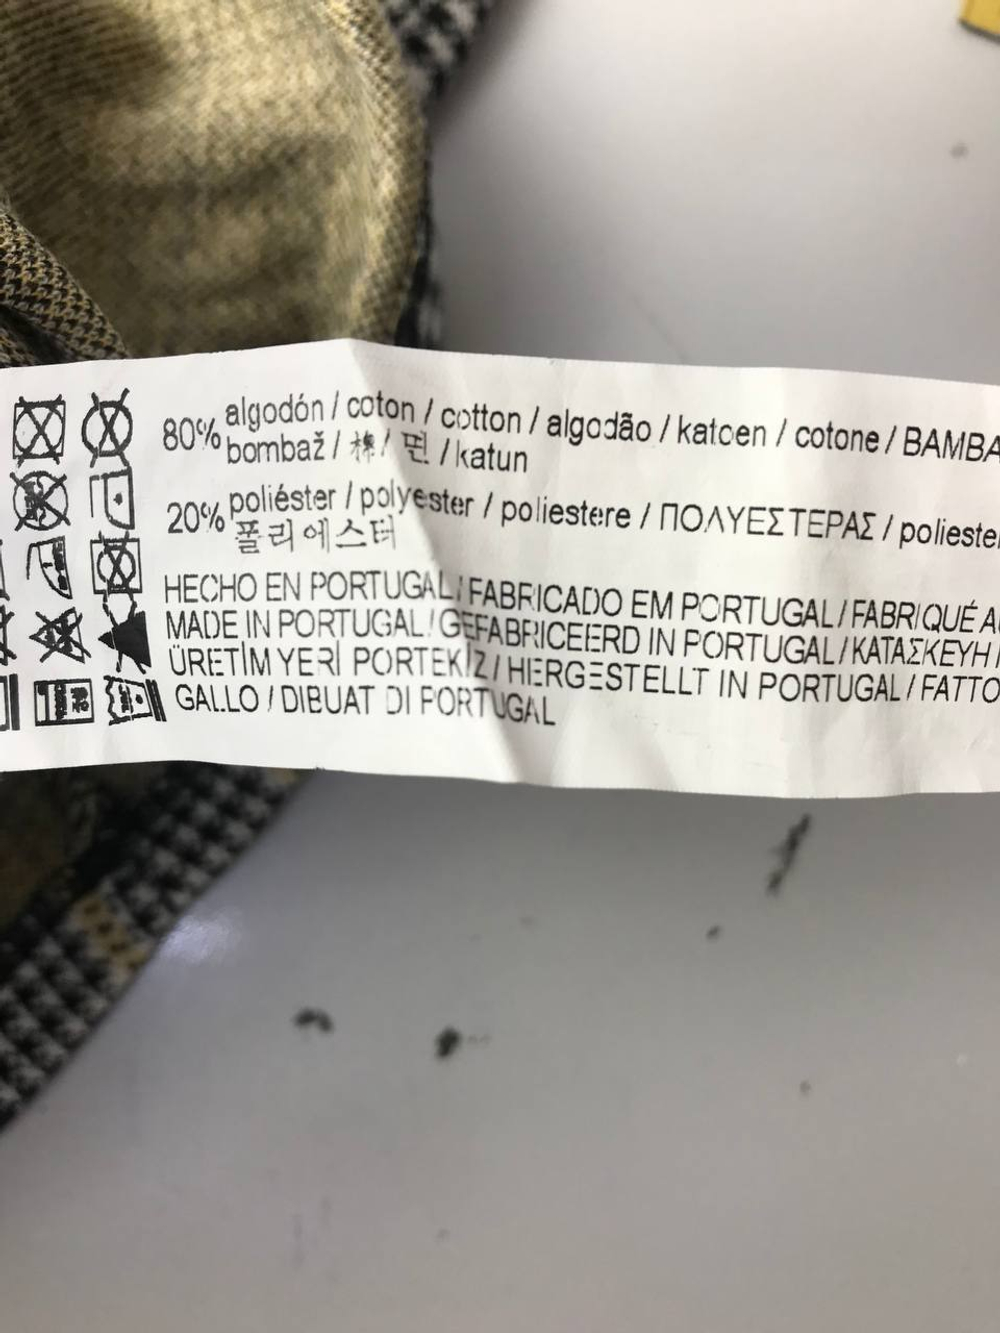 80% algodón / coton / cotton / algodão / katoen / cotone / BAMBA
bombaž / 棉 / 면 / katun
20% poliéster / polyester / poliestere / ΠΟΛΥΕΣΤΕΡΑΣ / polieste
폴리에스터
HECHO EN PORTUGAL / FABRICADO EM PORTUGAL / FABRIQUÉ A
MADE IN PORTUGAL / GEFABRICEERD IN PORTUGAL / ΚΑΤΑΣΚΕΥΗ
ÜRETİM YERİ PORTEKİZ / HERGESTELLT IN PORTUGAL / FATTO
GALLO / DIBUAT DI PORTUGAL